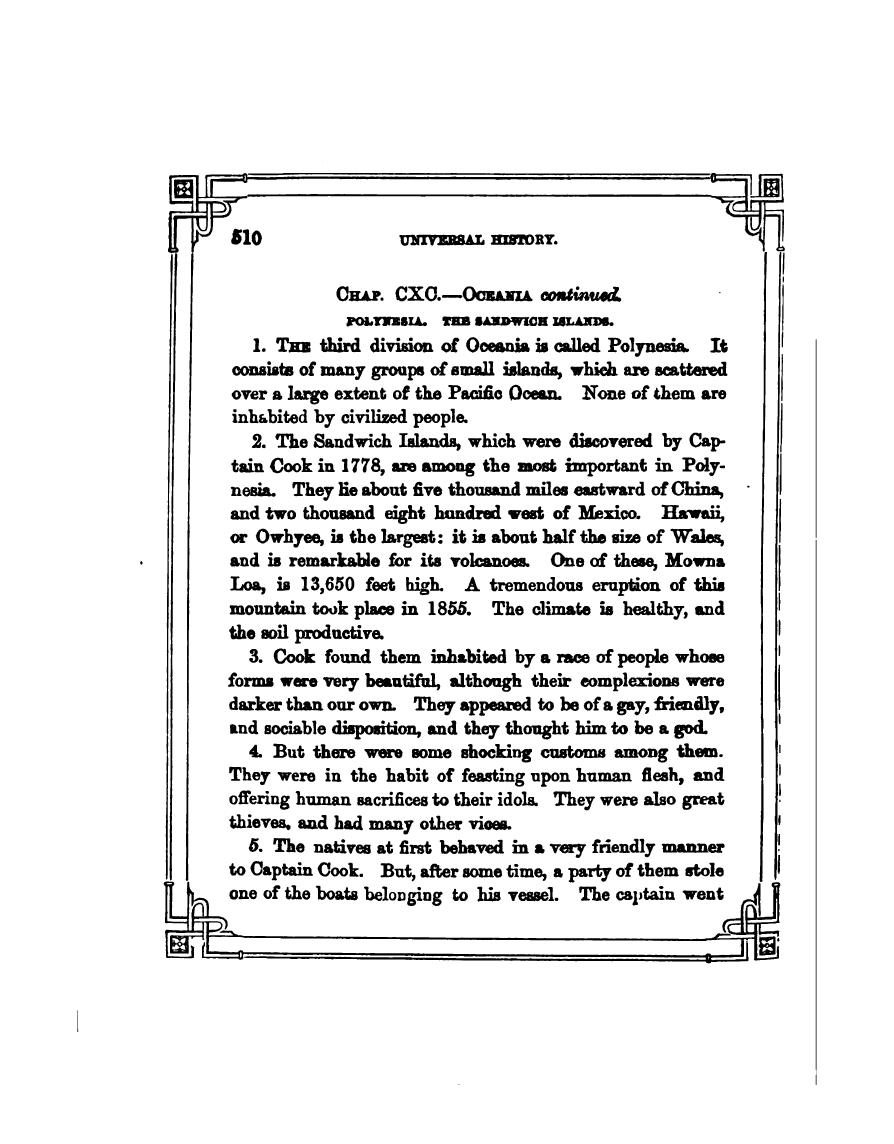 510 UNIVERSAL HISTORY.
CHAP. CXC.—OCEANIA continued.
POLYNESIA. THE SANDWICH ISLANDS.
1. THE third division of Oceania is called Polynesia. It
consists of many groups of small islands, which are scattered
over a large extent of the Pacific Ocean. None of them are
inhabited by civilized people.
2. The Sandwich Islands, which were discovered by Cap-
tain Cook in 1778, are among the most important in Poly-
nesia. They lie about five thousand miles eastward of China,
and two thousand eight hundred west of Mexico. Hawaii,
or Owhyee, is the largest: it is about half the size of Wales,
and is remarkable for its volcanoes. One of these, Mowna
Loa, is 13,650 feet high. A tremendous eruption of this
mountain took place in 1855. The climate is healthy, and
the soil productive.
3. Cook found them inhabited by a race of people whose
forms were very beautiful, although their complexions were
darker than our own. They appeared to be of a gay, friendly,
and sociable disposition, and they thought him to be a god.
4. But there were some shocking customs among them.
They were in the habit of feasting upon human flesh, and
offering human sacrifices to their idols. They were also great
thieves, and had many other vices.
5. The natives at first behaved in a very friendly manner
to Captain Cook. But, after some time, a party of them stole
one of the boats belonging to his vessel. The captain went